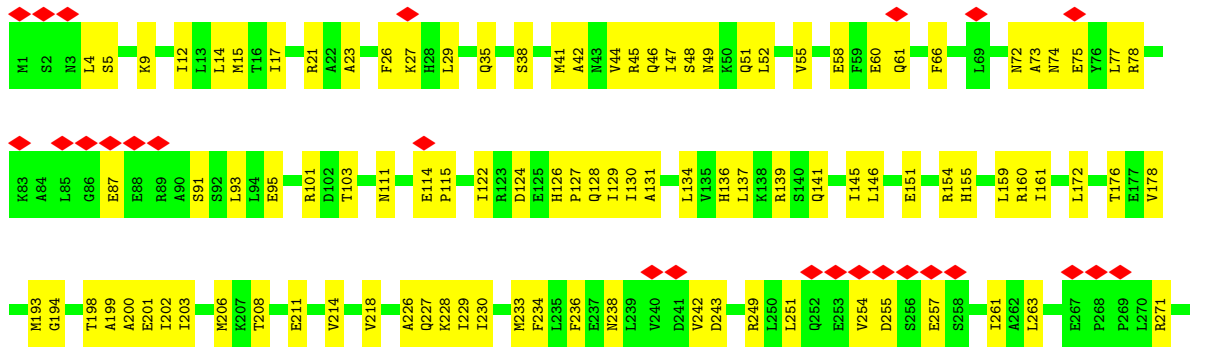 M1 S2 N3 L4 S5 K9 I12 L13 L14 M15 T16 I17 R21 A22 A23 F26 K27 H28 L29 Q35 S38 M41 A42 N43 V44 R45 Q46 I47 S48 N49 K50 Q51 L52 V55 E58 F59 E60 Q61 F66 L69 N72 A73 N74 E75 Y76 L77 R78
K83 A84 L85 G86 E87 E88 R89 A90 S91 S92 L93 L94 E95 R101 D102 T103 N111 E114 P115 I122 R123 D124 E125 H126 P127 Q128 I129 I130 A131 L134 V135 H136 L137 K138 R139 S140 Q141 I145 L146 E151 R154 H155 L159 R160 I161 L172 T176 E177 V178
M193 G194 T198 A199 A200 E201 I202 I203 M206 K207 T208 E211 V214 V218 A226 Q227 K228 I229 I230 M233 F234 L235 F236 E237 N238 L239 V240 D241 V242 D243 R249 L250 L251 Q252 E253 V254 D255 S256 E257 S258 I261 A262 L263 E267 P268 P269 L270 R271